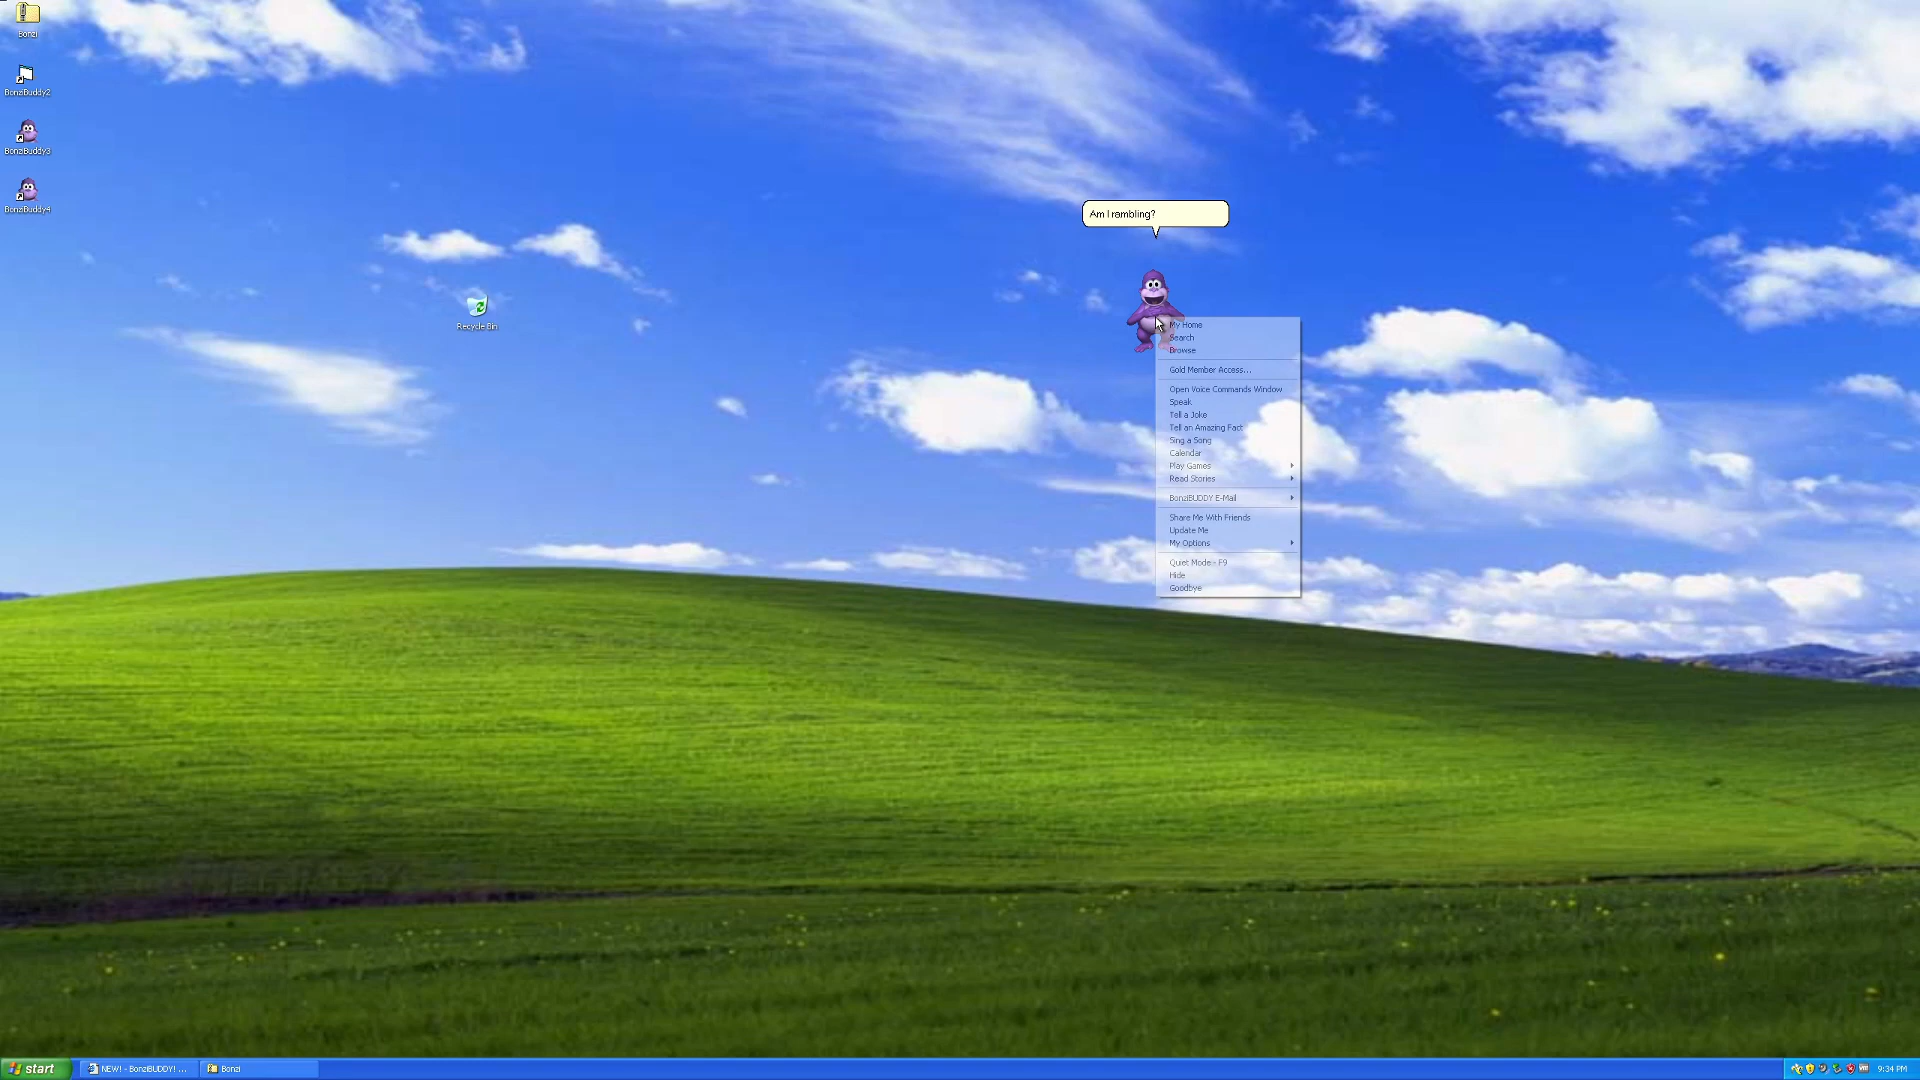 Bonzi
BonziBuddy2
BonziBuddy3
BonziBuddy4
Recycle Bin
Am I rambling?
My Home
Search
Browse
Gold Member Access...
Open Voice Commands Window
Speak
Tell a Joke
Tell an Amazing Fact
Sing a Song
Calendar
Play Games
Read Stories
BonziBUDDY E-Mail
Share Me With Friends
Update Me
My Options
Quiet Mode - F9
Hide
Goodbye
start
NEW! - BonziBUDDY! ...
Bonzi
9:34 PM